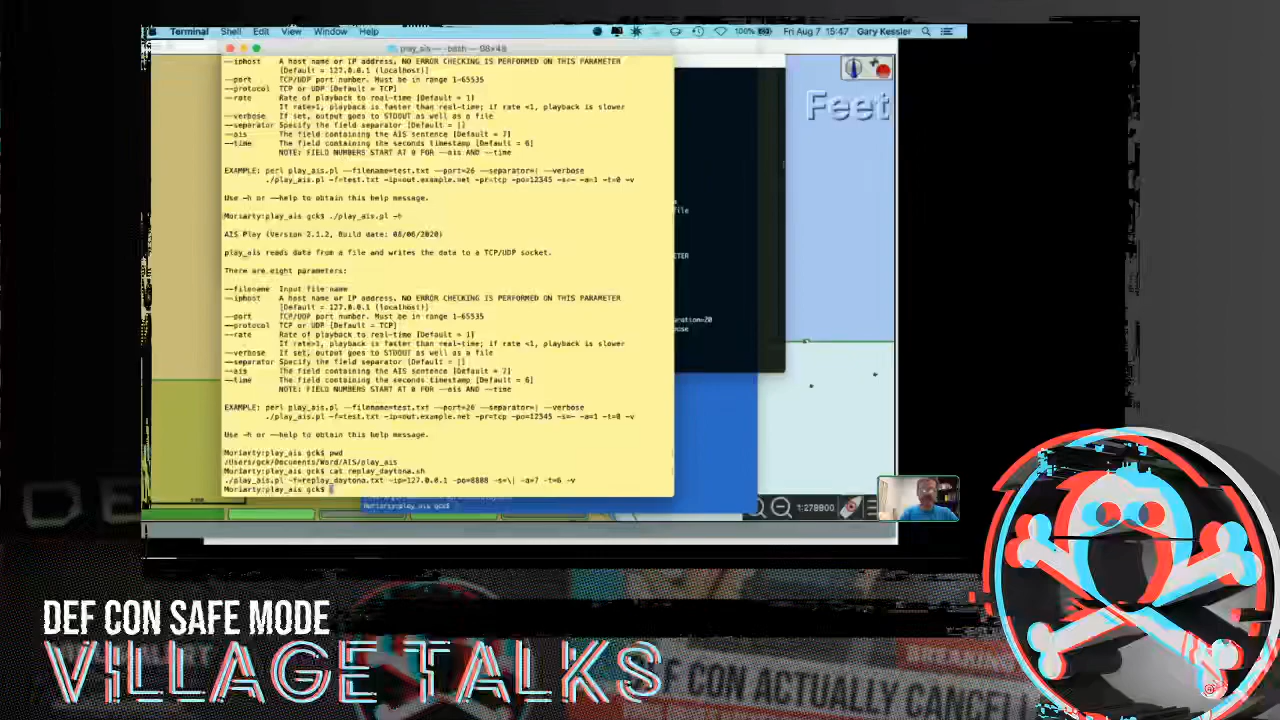 Terminal Shell Edit View Window Help 100% Fri Aug 7 15:47 Gary Kessler
play_ais — -bash — 98×48
--iphost A host name or IP address. NO ERROR CHECKING IS PERFORMED ON THIS PARAMETER
[Default = 127.0.0.1 (localhost)]
--port TCP/UDP port number. Must be in range 1-65535
--protocol TCP or UDP [Default = TCP]
--rate Rate of playback to real-time [Default = 1]
If rate>1, playback is faster than real-time; if rate <1, playback is slower
--verbose If set, output goes to STDOUT as well as a file
--separator Specify the field separator [Default = |]
--ais The field containing the AIS sentence [Default = 7]
--time The field containing the seconds timestamp [Default = 6]
NOTE: FIELD NUMBERS START AT 0 FOR --ais AND --time
EXAMPLE: perl play_ais.pl --filename=test.txt --port=26 --separator=| --verbose
./play_ais.pl -f=test.txt -ip=out.example.net -pr=tcp -po=12345 -s=~ -a=1 -t=0 -v
Use -h or --help to obtain this help message.
Moriarty:play_ais gck$ ./play_ais.pl -h
AIS Play (Version 2.1.2, Build date: 08/06/2020)
play_ais reads data from a file and writes the data to a TCP/UDP socket.
There are eight parameters:
--filename Input file name
--iphost A host name or IP address. NO ERROR CHECKING IS PERFORMED ON THIS PARAMETER
[Default = 127.0.0.1 (localhost)]
--port TCP/UDP port number. Must be in range 1-65535
--protocol TCP or UDP [Default = TCP]
--rate Rate of playback to real-time [Default = 1]
If rate>1, playback is faster than real-time; if rate <1, playback is slower
--verbose If set, output goes to STDOUT as well as a file
--separator Specify the field separator [Default = |]
--ais The field containing the AIS sentence [Default = 7]
--time The field containing the seconds timestamp [Default = 6]
NOTE: FIELD NUMBERS START AT 0 FOR --ais AND --time
EXAMPLE: perl play_ais.pl --filename=test.txt --port=26 --separator=| --verbose
./play_ais.pl -f=test.txt -ip=out.example.net -pr=tcp -po=12345 -s=~ -a=1 -t=0 -v
Use -h or --help to obtain this help message.
Moriarty:play_ais gck$ pwd
/Users/gck/Documents/Word/AIS/play_ais
Moriarty:play_ais gck$ cat replay_daytona.sh
./play_ais.pl -f=replay_daytona.txt -ip=127.0.0.1 -po=8888 -s=\| -a=7 -t=6 -v
Moriarty:play_ais gck$
Moriarty:play_ais gck$
Feet
file
ETER
uration=20
bose
1:278800
DEF CON SAFE MODE
VILLAGE TALKS
DEF CON ACTUALLY CANCELL